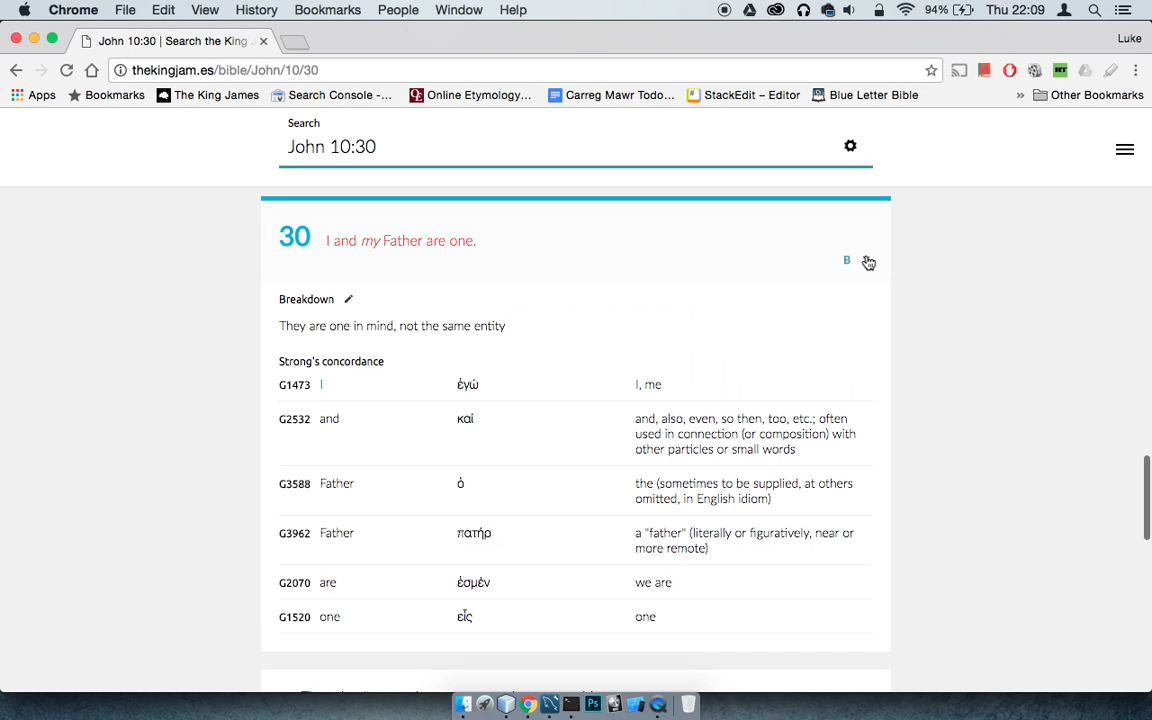 Chrome File Edit View History Bookmarks People Window Help 94% Thu 22:09
John 10:30 | Search the King
Luke
thekingjam.es/bible/John/10/30
Apps Bookmarks The King James Search Console -... Online Etymology... Carreg Mawr Todo... StackEdit – Editor Blue Letter Bible » Other Bookmarks
Search
John 10:30
30 I and my Father are one.
B
Breakdown
They are one in mind, not the same entity
Strong's concordance
G1473 I ἐγώ I, me
G2532 and καί and, also, even, so then, too, etc.; often
used in connection (or composition) with
other particles or small words
G3588 Father ὁ the (sometimes to be supplied, at others
omitted, in English idiom)
G3962 Father πατήρ a "father" (literally or figuratively, near or
more remote)
G2070 are ἐσμέν we are
G1520 one εἷς one